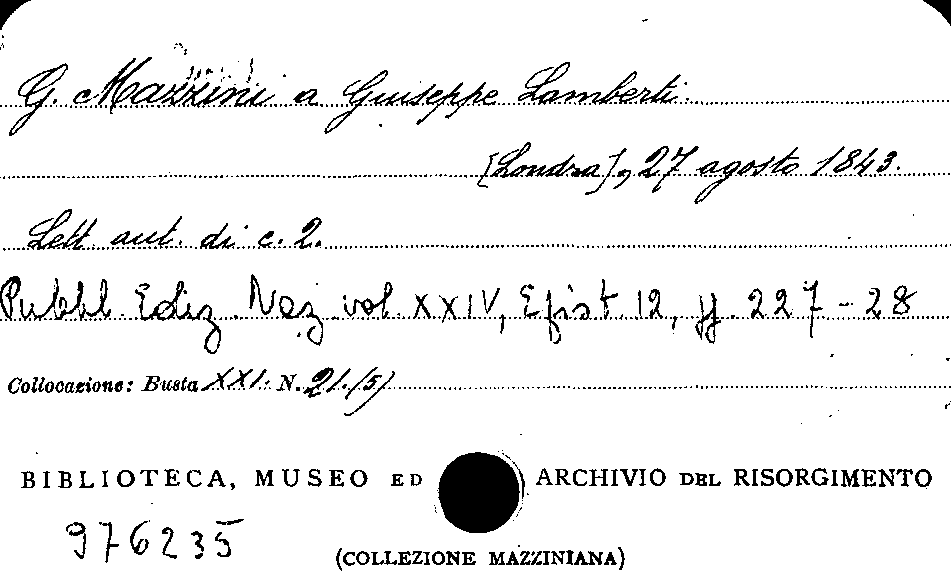 G. Mazzini a Giuseppe Lamberti.
[Londra], 27 agosto 1843.
Lett. aut. di c. 2.
Pubbl. Ediz. Naz. vol. XXIV, Epist. 12, pp. 227-28
Collocazione: Busta XXI. N. 21.(5)
BIBLIOTECA, MUSEO ED ARCHIVIO DEL RISORGIMENTO
976235
(COLLEZIONE MAZZINIANA)